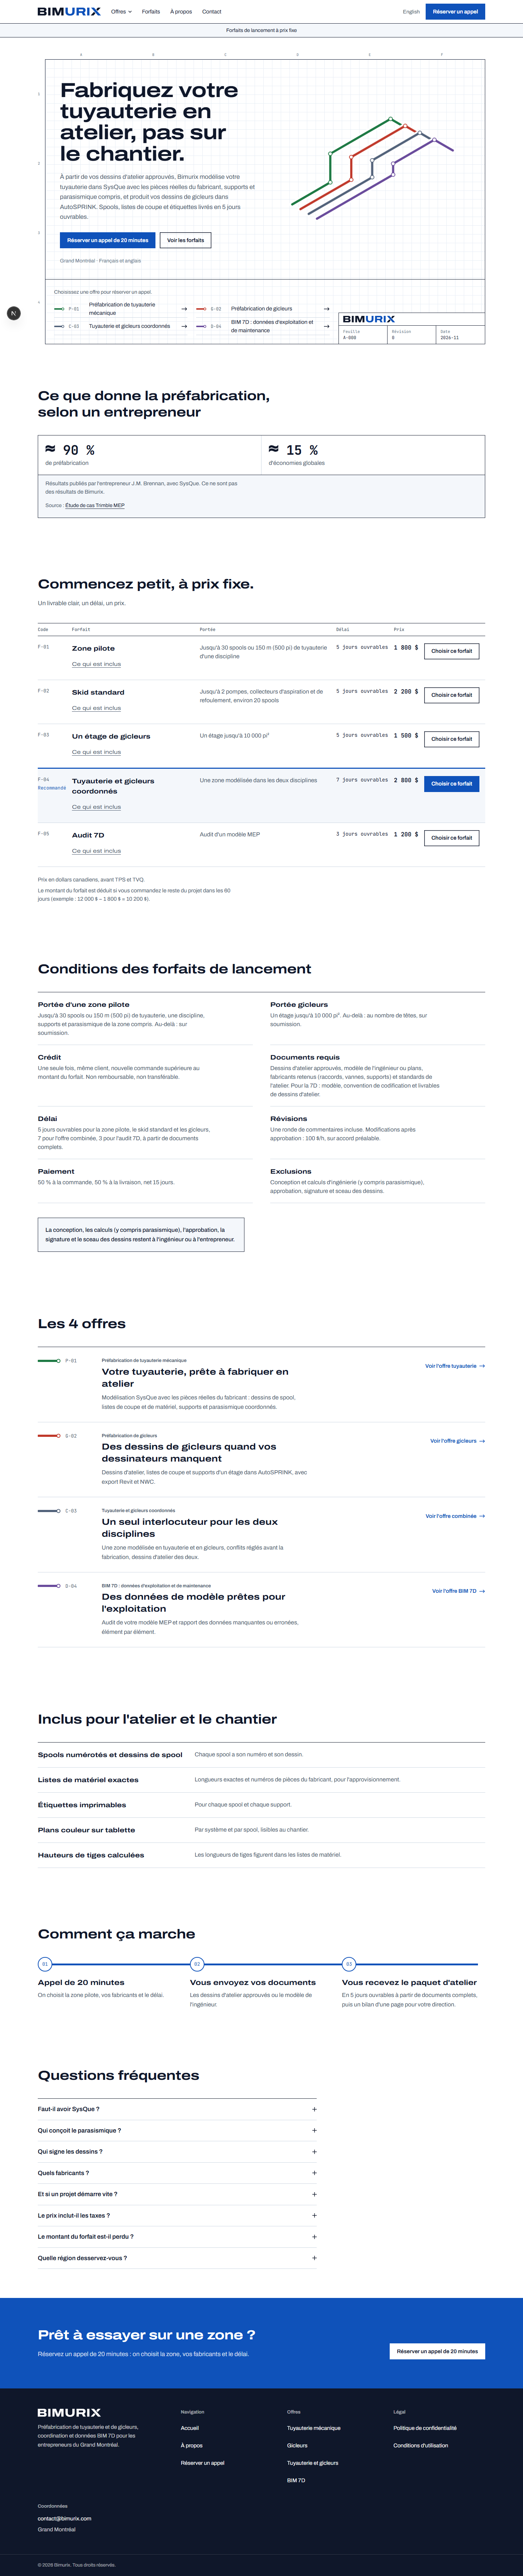 BIMURIX
Offres
Forfaits
À propos
Contact
English
Réserver un appel
Forfaits de lancement à prix fixe
Fabriquez votre
tuyauterie en
atelier, pas sur
le chantier.
À partir de vos dessins d'atelier approuvés, Bimurix modélise votre
tuyauterie dans SysQue avec les pièces réelles du fabricant, supports et
parasismique compris, et produit vos dessins de gicleurs dans
AutoSPRINK. Spools, listes de coupe et étiquettes livrés en 5 jours
ouvrables.
Réserver un appel de 20 minutes
Voir les forfaits
Grand Montréal · Français et anglais
Choisissez une offre pour réserver un appel.
P-01 Préfabrication de tuyauterie
mécanique
G-02 Préfabrication de gicleurs
C-03 Tuyauterie et gicleurs coordonnés
D-04 BIM 7D : données d'exploitation et
de maintenance
BIMURIX
Feuille
A-000
Révision
0
Date
2026-11
Ce que donne la préfabrication,
selon un entrepreneur
≈ 90 %
de préfabrication
≈ 15 %
d'économies globales
Résultats publiés par l'entrepreneur J.M. Brennan, avec SysQue. Ce ne sont pas
des résultats de Bimurix.
Source : Étude de cas Trimble MEP
Commencez petit, à prix fixe.
Un livrable clair, un délai, un prix.
Code Forfait Portée Délai Prix
F-01 Zone pilote
Ce qui est inclus
Jusqu'à 30 spools ou 150 m (500 pi) de tuyauterie
d'une discipline
5 jours ouvrables 1 800 $ Choisir ce forfait
F-02 Skid standard
Ce qui est inclus
Jusqu'à 2 pompes, collecteurs d'aspiration et de
refoulement, environ 20 spools
5 jours ouvrables 2 200 $ Choisir ce forfait
F-03 Un étage de gicleurs
Ce qui est inclus
Un étage jusqu'à 10 000 pi²
5 jours ouvrables 1 500 $ Choisir ce forfait
F-04
Recommandé
Tuyauterie et gicleurs
coordonnés
Ce qui est inclus
Une zone modélisée dans les deux disciplines
7 jours ouvrables 2 800 $ Choisir ce forfait
F-05 Audit 7D
Ce qui est inclus
Audit d'un modèle MEP
3 jours ouvrables 1 200 $ Choisir ce forfait
Prix en dollars canadiens, avant TPS et TVQ.
Le montant du forfait est déduit si vous commandez le reste du projet dans les 60
jours (exemple : 12 000 $ − 1 800 $ = 10 200 $).
Conditions des forfaits de lancement
Portée d'une zone pilote
Jusqu'à 30 spools ou 150 m (500 pi) de tuyauterie, une discipline,
supports et parasismique de la zone compris. Au-delà : sur
soumission.
Portée gicleurs
Un étage jusqu'à 10 000 pi². Au-delà : au nombre de têtes, sur
soumission.
Crédit
Une seule fois, même client, nouvelle commande supérieure au
montant du forfait. Non remboursable, non transférable.
Documents requis
Dessins d'atelier approuvés, modèle de l'ingénieur ou plans,
fabricants retenus (raccords, vannes, supports) et standards de
l'atelier. Pour la 7D : modèle, convention de codification et livrables
de dessins d'atelier.
Délai
5 jours ouvrables pour la zone pilote, le skid standard et les gicleurs,
7 pour l'offre combinée, 3 pour l'audit 7D, à partir de documents
complets.
Révisions
Une ronde de commentaires incluse. Modifications après
approbation : 100 $/h, sur accord préalable.
Paiement
50 % à la commande, 50 % à la livraison, net 15 jours.
Exclusions
Conception et calculs d'ingénierie (y compris parasismique),
approbation, signature et sceau des dessins.
La conception, les calculs (y compris parasismique), l'approbation, la
signature et le sceau des dessins restent à l'ingénieur ou à l'entrepreneur.
Les 4 offres
P-01
Préfabrication de tuyauterie mécanique
Votre tuyauterie, prête à fabriquer en
atelier
Modélisation SysQue avec les pièces réelles du fabricant : dessins de spool,
listes de coupe et de matériel, supports et parasismique coordonnés.
Voir l'offre tuyauterie
G-02
Préfabrication de gicleurs
Des dessins de gicleurs quand vos
dessinateurs manquent
Dessins d'atelier, listes de coupe et supports d'un étage dans AutoSPRINK, avec
export Revit et NWC.
Voir l'offre gicleurs
C-03
Tuyauterie et gicleurs coordonnés
Un seul interlocuteur pour les deux
disciplines
Une zone modélisée en tuyauterie et en gicleurs, conflits réglés avant la
fabrication, dessins d'atelier des deux.
Voir l'offre combinée
D-04
BIM 7D : données d'exploitation et de maintenance
Des données de modèle prêtes pour
l'exploitation
Audit de votre modèle MEP et rapport des données manquantes ou erronées,
élément par élément.
Voir l'offre BIM 7D
Inclus pour l'atelier et le chantier
Spools numérotés et dessins de spool
Chaque spool a son numéro et son dessin.
Listes de matériel exactes
Longueurs exactes et numéros de pièces du fabricant, pour l'approvisionnement.
Étiquettes imprimables
Pour chaque spool et chaque support.
Plans couleur sur tablette
Par système et par spool, lisibles au chantier.
Hauteurs de tiges calculées
Les longueurs de tiges figurent dans les listes de matériel.
Comment ça marche
01
Appel de 20 minutes
On choisit la zone pilote, vos fabricants et le délai.
02
Vous envoyez vos documents
Les dessins d'atelier approuvés ou le modèle de
l'ingénieur.
03
Vous recevez le paquet d'atelier
En 5 jours ouvrables à partir de documents complets,
puis un bilan d'une page pour votre direction.
Questions fréquentes
Faut-il avoir SysQue ?
Qui conçoit le parasismique ?
Qui signe les dessins ?
Quels fabricants ?
Et si un projet démarre vite ?
Le prix inclut-il les taxes ?
Le montant du forfait est-il perdu ?
Quelle région desservez-vous ?
Prêt à essayer sur une zone ?
Réservez un appel de 20 minutes : on choisit la zone, vos fabricants et le délai.
Réserver un appel de 20 minutes
BIMURIX
Préfabrication de tuyauterie et de gicleurs,
coordination et données BIM 7D pour les
entrepreneurs du Grand Montréal.
Navigation
Accueil
À propos
Réserver un appel
Offres
Tuyauterie mécanique
Gicleurs
Tuyauterie et gicleurs
BIM 7D
Légal
Politique de confidentialité
Conditions d'utilisation
Coordonnées
contact@bimurix.com
Grand Montréal
© 2026 Bimurix. Tous droits réservés.